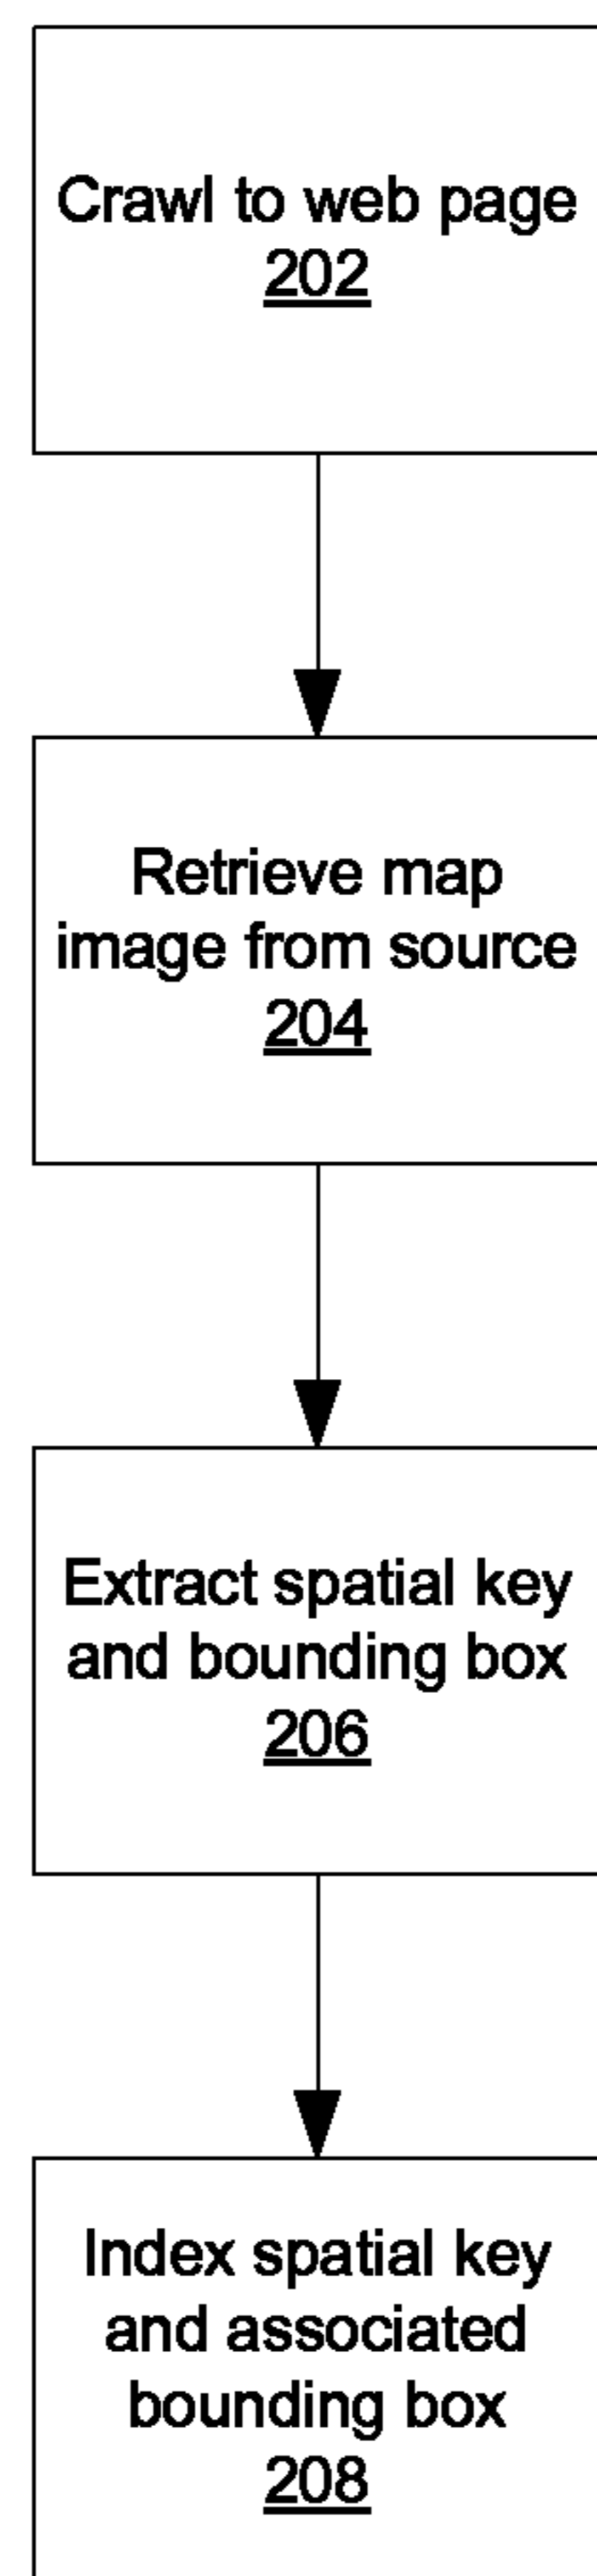 Crawl to web page
202
Retrieve map
image from source
204
Extract spatial key
and bounding box
206
Index spatial key
and associated
bounding box
208